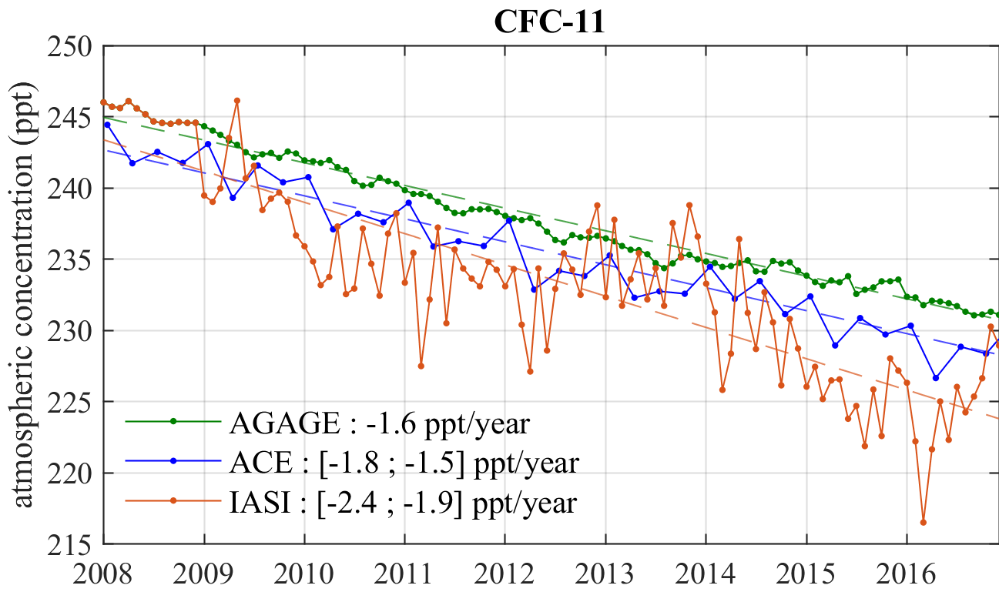 CFC-11
atmospheric concentration (ppt)
250
245
240
235
230
225
220
215
AGAGE : -1.6 ppt/year
ACE : [-1.8 ; -1.5] ppt/year
IASI : [-2.4 ; -1.9] ppt/year
2008 2009 2010 2011 2012 2013 2014 2015 2016